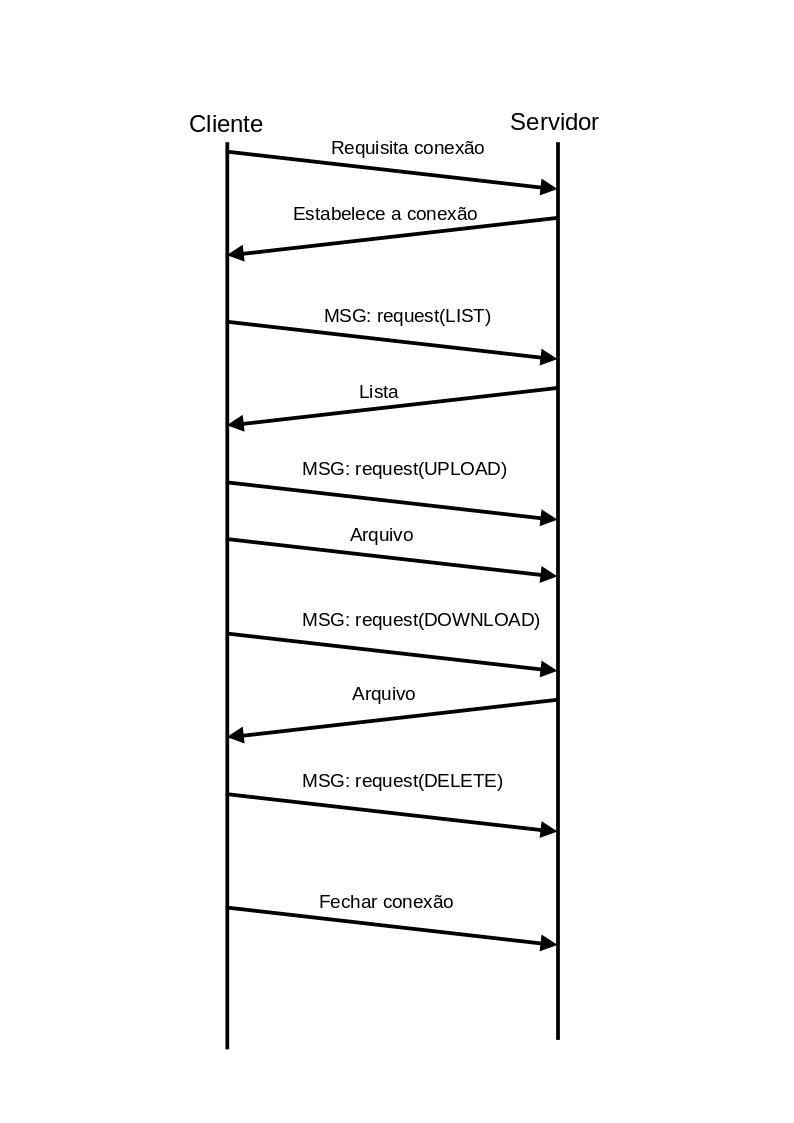 Cliente
Servidor
Requisita conexão
Estabelece a conexão
MSG: request(LIST)
Lista
MSG: request(UPLOAD)
Arquivo
MSG: request(DOWNLOAD)
Arquivo
MSG: request(DELETE)
Fechar conexão